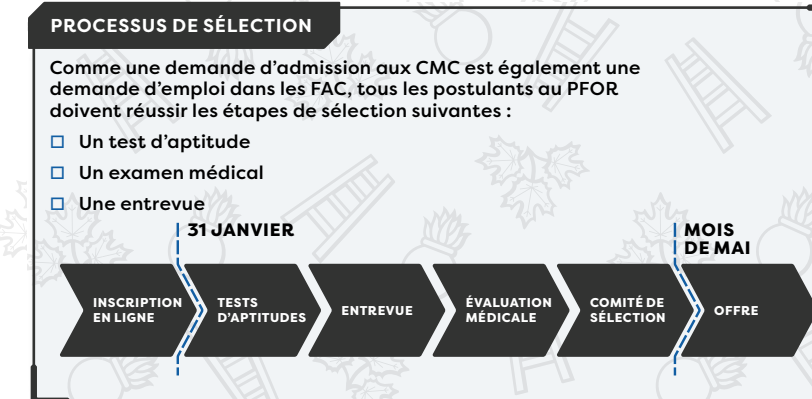 PROCESSUS DE SÉLECTION
Comme une demande d'admission aux CMC est également une
demande d'emploi dans les FAC, tous les postulants au PFOR
doivent réussir les étapes de sélection suivantes :
Un test d'aptitude
Un examen médical
Une entrevue
31 JANVIER
MOIS
DE MAI
INSCRIPTION
EN LIGNE
TESTS
D'APTITUDES
ENTREVUE
ÉVALUATION
MÉDICALE
COMITÉ DE
SÉLECTION
OFFRE